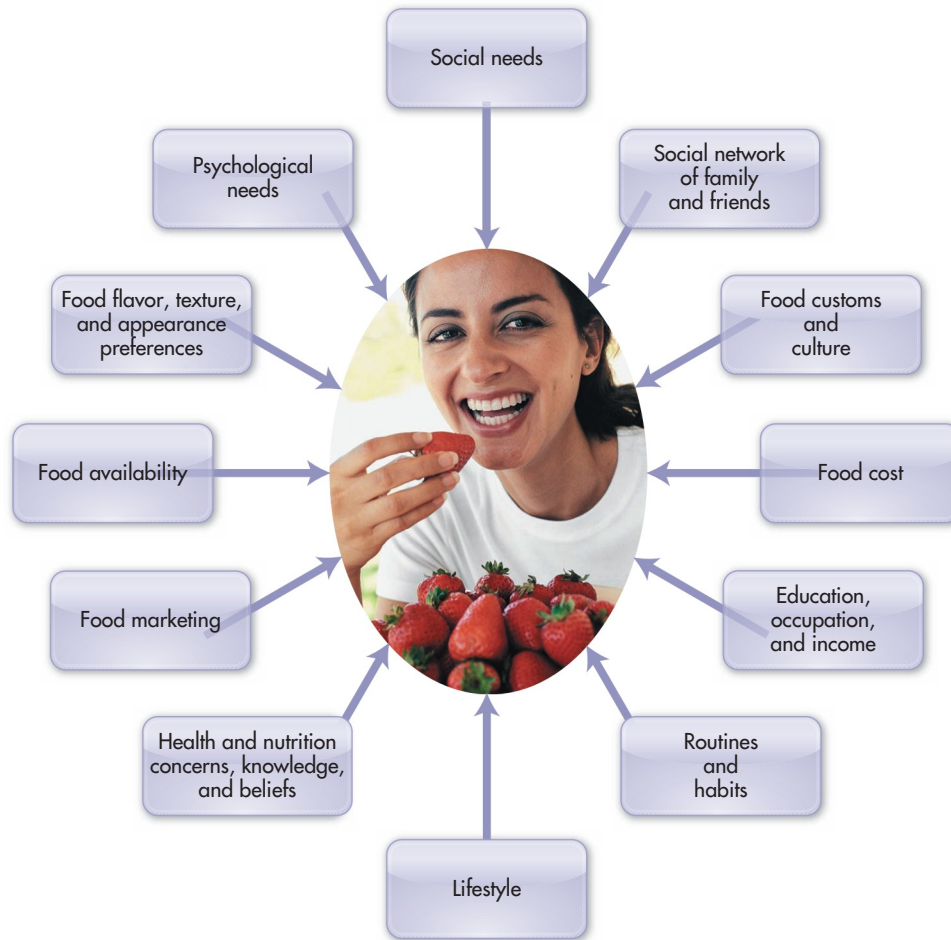 Social needs
Psychological
needs
Social network
of family
and friends
Food flavor, texture,
and appearance
preferences
Food customs
and
culture
Food availability
Food cost
Food marketing
Education,
occupation,
and income
Health and nutrition
concerns, knowledge,
and beliefs
Routines
and
habits
Lifestyle